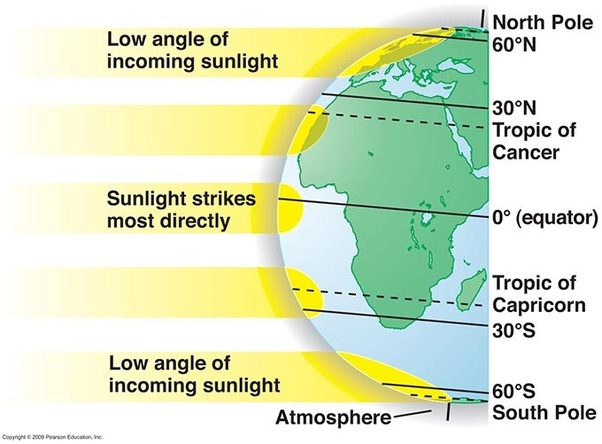 North Pole
60°N
Low angle of
incoming sunlight
30°N
Tropic of
Cancer
Sunlight strikes
most directly
0° (equator)
Tropic of
Capricorn
30°S
Low angle of
incoming sunlight
60°S
South Pole
Atmosphere
Copyright © 2009 Pearson Education, Inc.